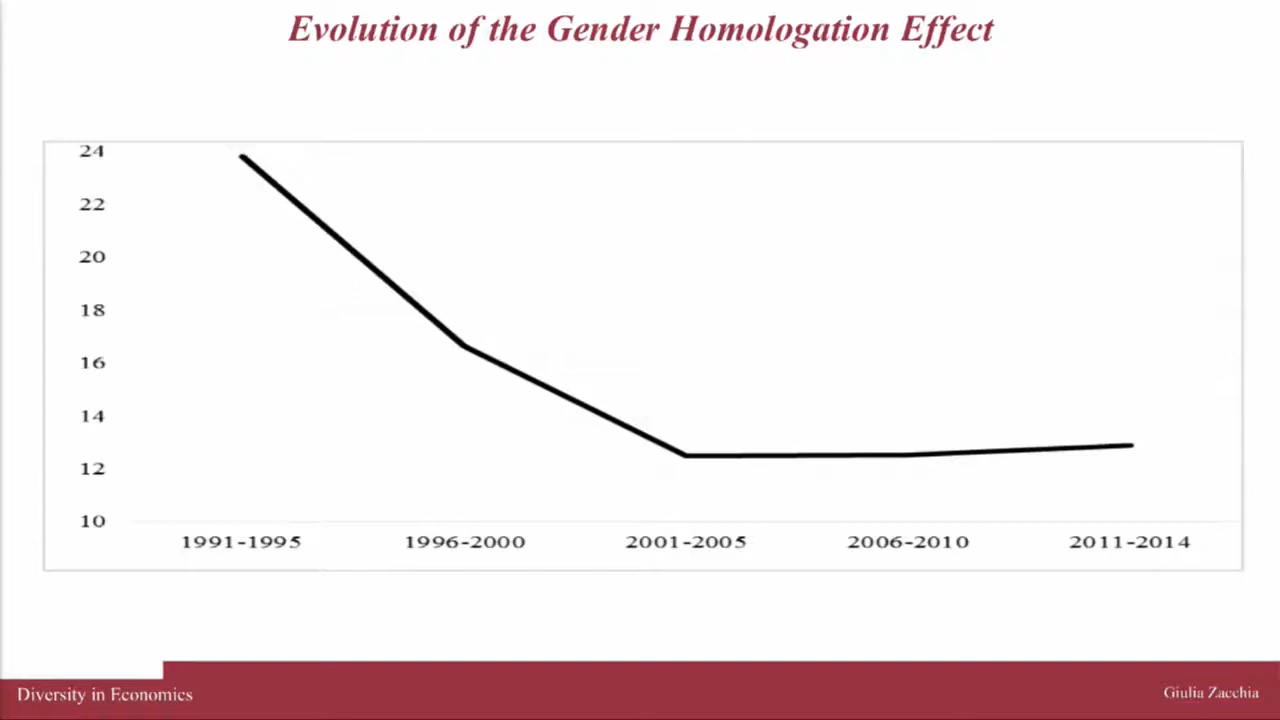 Evolution of the Gender Homologation Effect
24
22
20
18
16
14
12
10
1991-1995 1996-2000 2001-2005 2006-2010 2011-2014
Diversity in Economics
Giulia Zacchia